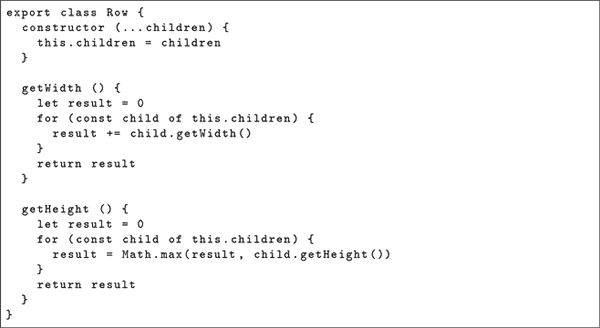 export class Row {
  constructor (...children) {
    this.children = children
  }

  getWidth () {
    let result = 0
    for (const child of this.children) {
      result += child.getWidth()
    }
    return result
  }

  getHeight () {
    let result = 0
    for (const child of this.children) {
      result = Math.max(result, child.getHeight())
    }
    return result
  }
}